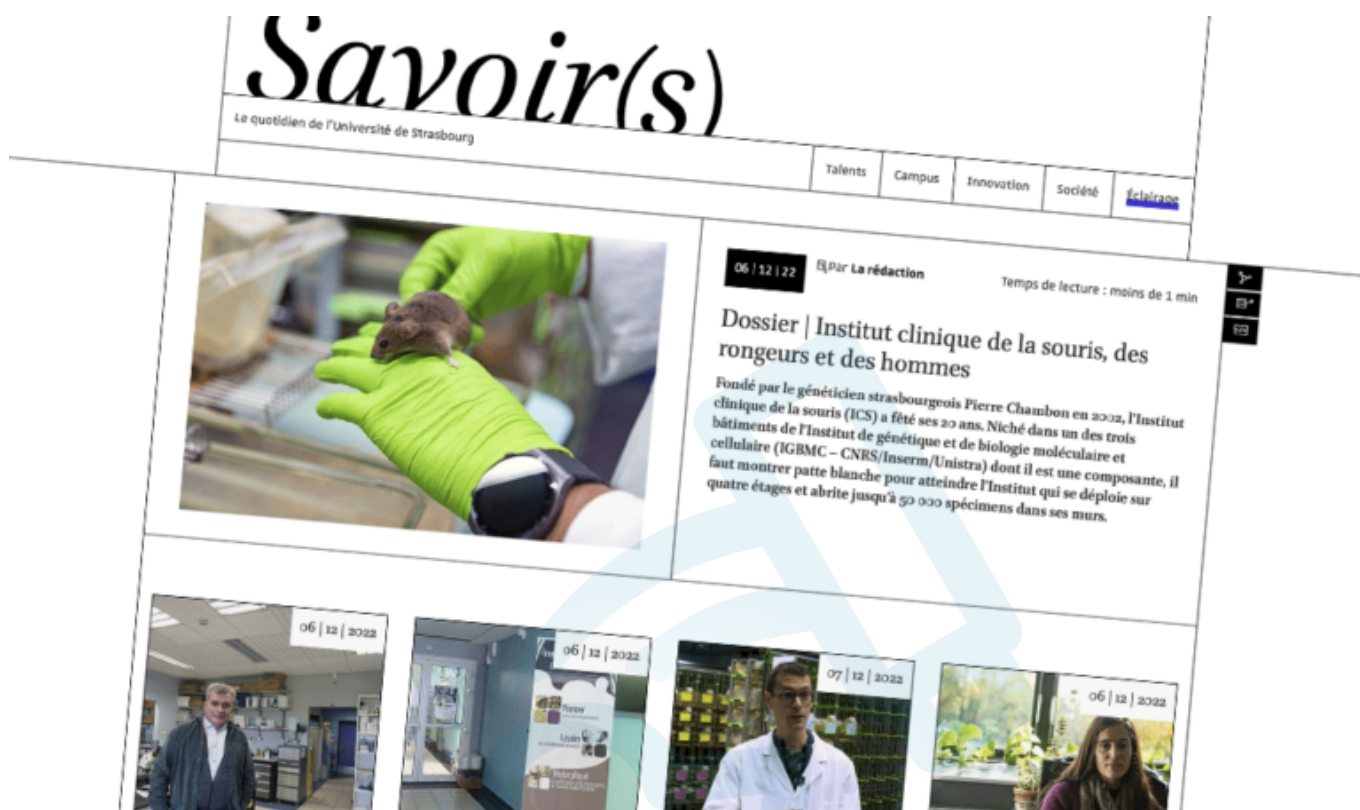 Savoir(s)
Le quotidien de l'Université de Strasbourg
Talents
Campus
Innovation
Société
Éclairage
06 | 12 | 22
Par La rédaction
Temps de lecture : moins de 1 min
Dossier | Institut clinique de la souris, des
rongeurs et des hommes
Fondé par le généticien strasbourgeois Pierre Chambon en 2002, l'Institut
clinique de la souris (ICS) a fêté ses 20 ans. Niché dans un des trois
bâtiments de l'Institut de génétique et de biologie moléculaire et
cellulaire (IGBMC – CNRS/Inserm/Unistra) dont il est une composante, il
faut montrer patte blanche pour atteindre l'Institut qui se déploie sur
quatre étages et abrite jusqu'à 50 000 spécimens dans ses murs.
06 | 12 | 2022
06 | 12 | 2022
07 | 12 | 2022
06 | 12 | 2022